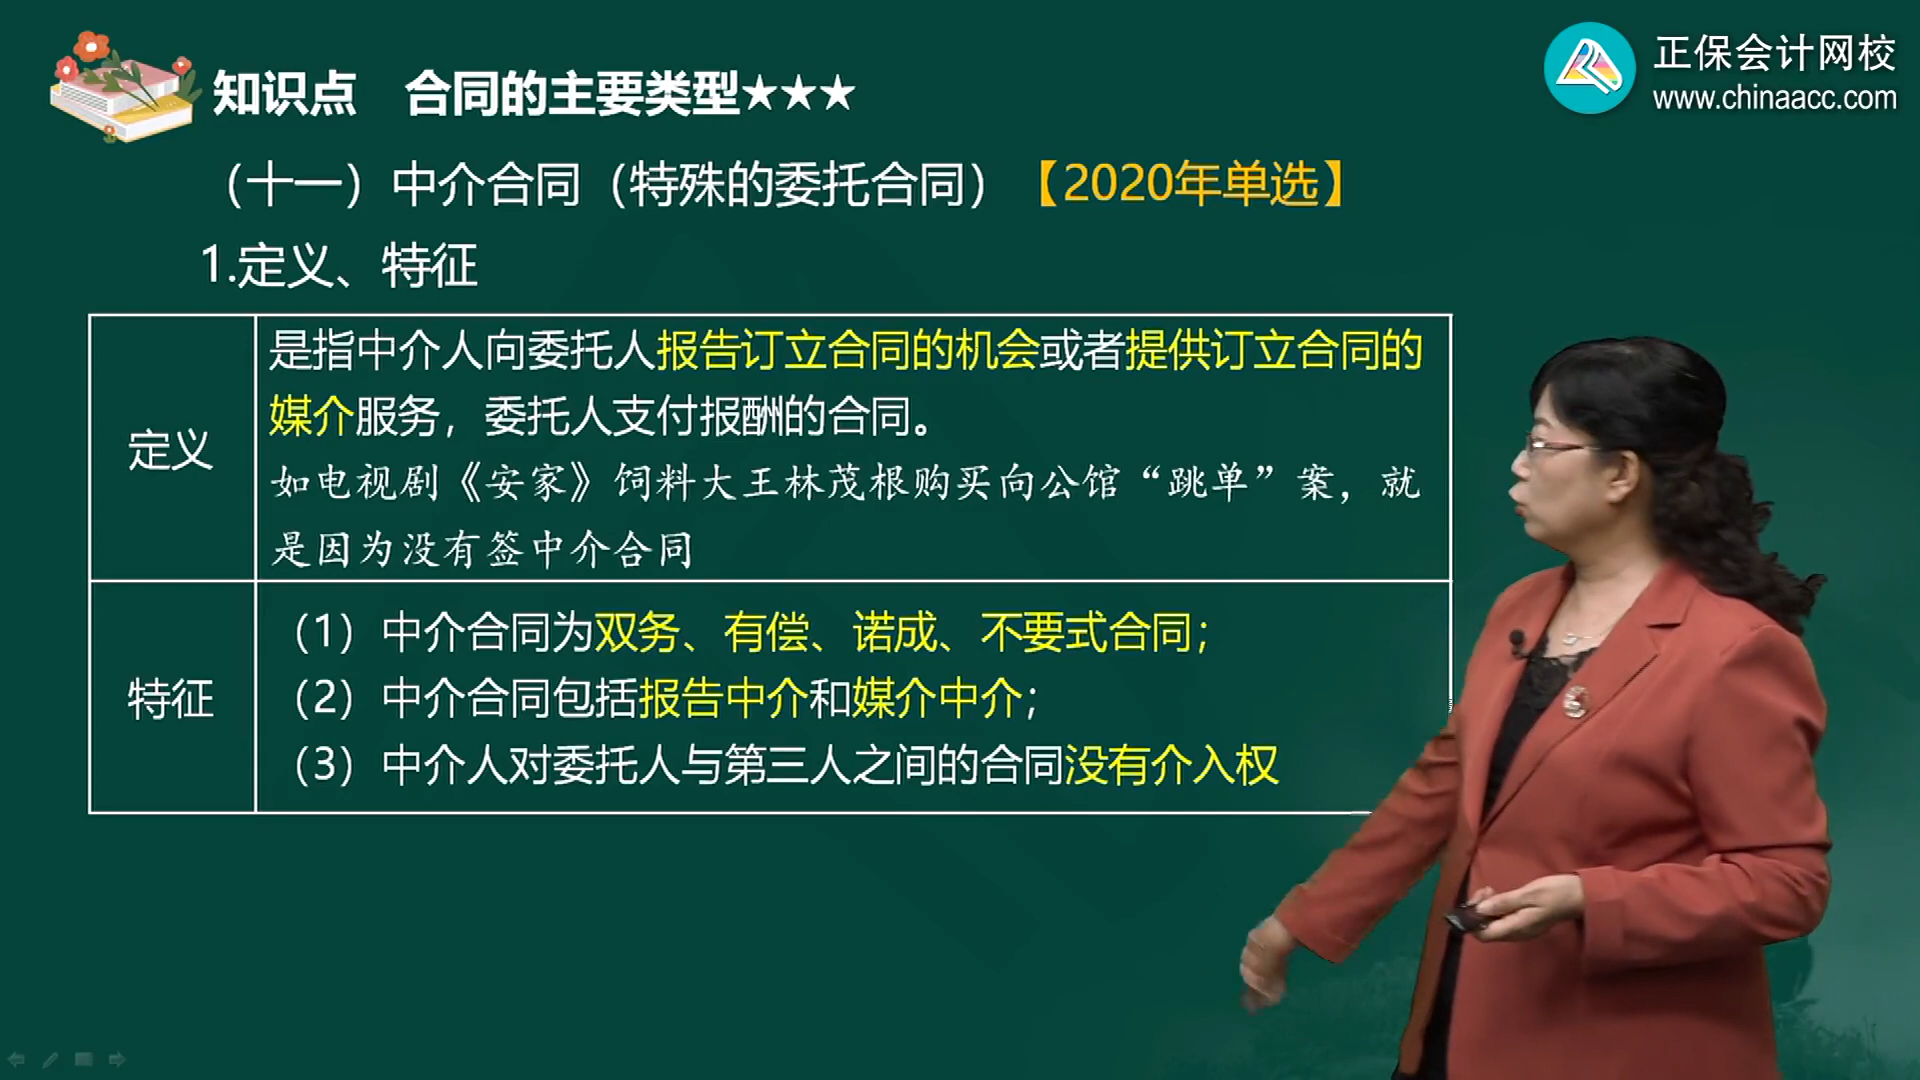 正保会计网校
www.chinaacc.com
知识点 合同的主要类型★★★
（十一）中介合同（特殊的委托合同）【2020年单选】
1.定义、特征
定义
是指中介人向委托人报告订立合同的机会或者提供订立合同的
媒介服务，委托人支付报酬的合同。
如电视剧《安家》饲料大王林茂根购买向公馆“跳单”案，就
是因为没有签中介合同
特征
（1）中介合同为双务、有偿、诺成、不要式合同；
（2）中介合同包括报告中介和媒介中介；
（3）中介人对委托人与第三人之间的合同没有介入权